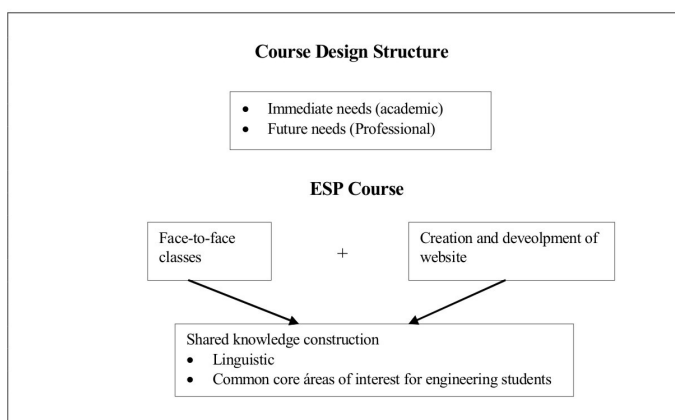 Course Design Structure
• Immediate needs (academic)
• Future needs (Professional)
ESP Course
Face-to-face
classes
+
Creation and deveolpment of
website
Shared knowledge construction
• Linguistic
• Common core áreas of interest for engineering students